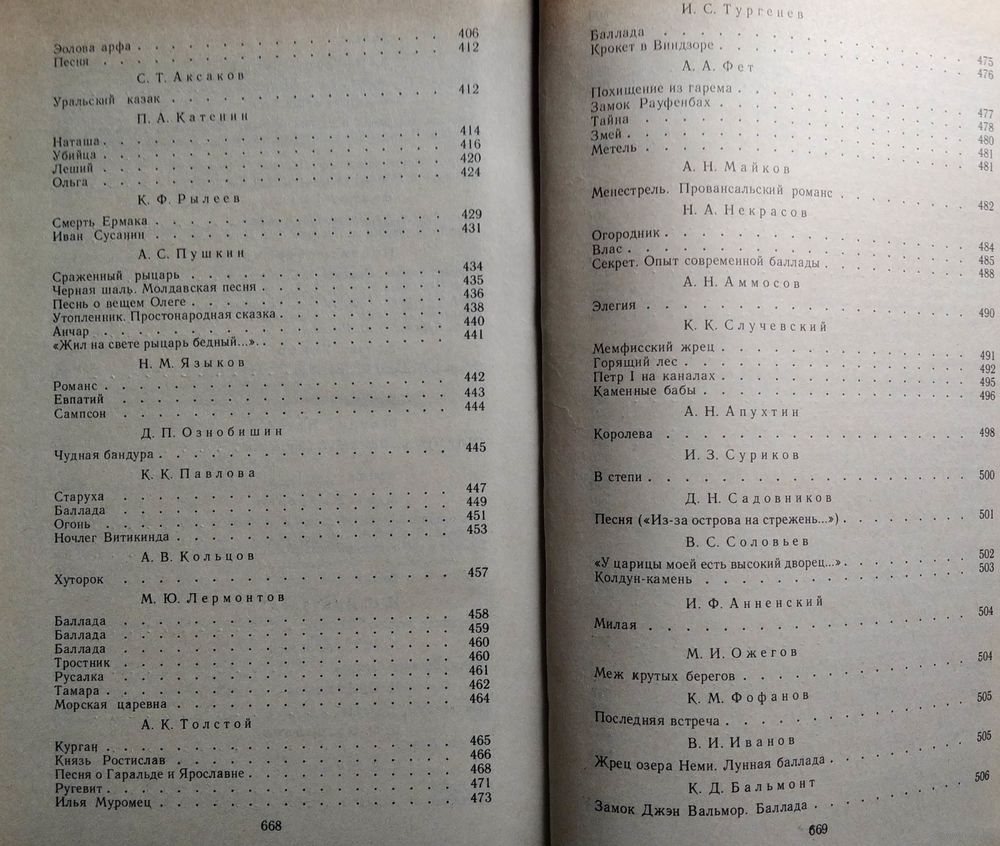 Эолова арфа . . . 406
Песня . . . 412
С. Т. Аксаков
Уральский казак . . . 412
П. А. Катенин
Наташа . . . 414
Убийца . . . 416
Леший . . . 420
Ольга . . . 424
К. Ф. Рылеев
Смерть Ермака . . . 429
Иван Сусанин . . . 431
А. С. Пушкин
Сраженный рыцарь . . . 434
Черная шаль. Молдавская песня . . . 435
Песнь о вещем Олеге . . . 436
Утопленник. Простонародная сказка . . . 438
Анчар . . . 440
«Жил на свете рыцарь бедный...» . . . 441
Н. М. Языков
Романс . . . 442
Евпатий . . . 443
Сампсон . . . 444
Д. П. Ознобишин
Чудная бандура . . . 445
К. К. Павлова
Старуха . . . 447
Баллада . . . 449
Огонь . . . 451
Ночлег Витикинда . . . 453
А. В. Кольцов
Хуторок . . . 457
М. Ю. Лермонтов
Баллада . . . 458
Баллада . . . 459
Баллада . . . 460
Тростник . . . 460
Русалка . . . 461
Тамара . . . 462
Морская царевна . . . 464
А. К. Толстой
Курган . . . 465
Князь Ростислав . . . 466
Песня о Гаральде и Ярославне . . . 468
Ругевит . . . 471
Илья Муромец . . . 473
668
И. С. Тургенев
Баллада . . . 475
Крокет в Виндзоре . . . 476
А. А. Фет
Похищение из гарема . . . 477
Замок Рауфенбах . . . 478
Тайна . . . 480
Змей . . . 481
Метель . . . 481
А. Н. Майков
Менестрель. Провансальский романс . . . 482
Н. А. Некрасов
Огородник . . . 484
Влас . . . 485
Секрет. Опыт современной баллады . . . 488
А. Н. Аммосов
Элегия . . . 490
К. К. Случевский
Мемфисский жрец . . . 491
Горящий лес . . . 492
Петр I на каналах . . . 495
Каменные бабы . . . 496
А. Н. Апухтин
Королева . . . 498
И. З. Суриков
В степи . . . 500
Д. Н. Садовников
Песня («Из-за острова на стрежень...») . . . 501
В. С. Соловьев
«У царицы моей есть высокий дворец...» . . . 502
Колдун-камень . . . 503
И. Ф. Анненский
Милая . . . 504
М. И. Ожегов
Меж крутых берегов . . . 504
К. М. Фофанов
Последняя встреча . . . 505
В. И. Иванов
Жрец озера Неми. Лунная баллада . . . 505
К. Д. Бальмонт
Замок Джэн Вальмор. Баллада . . . 506
669